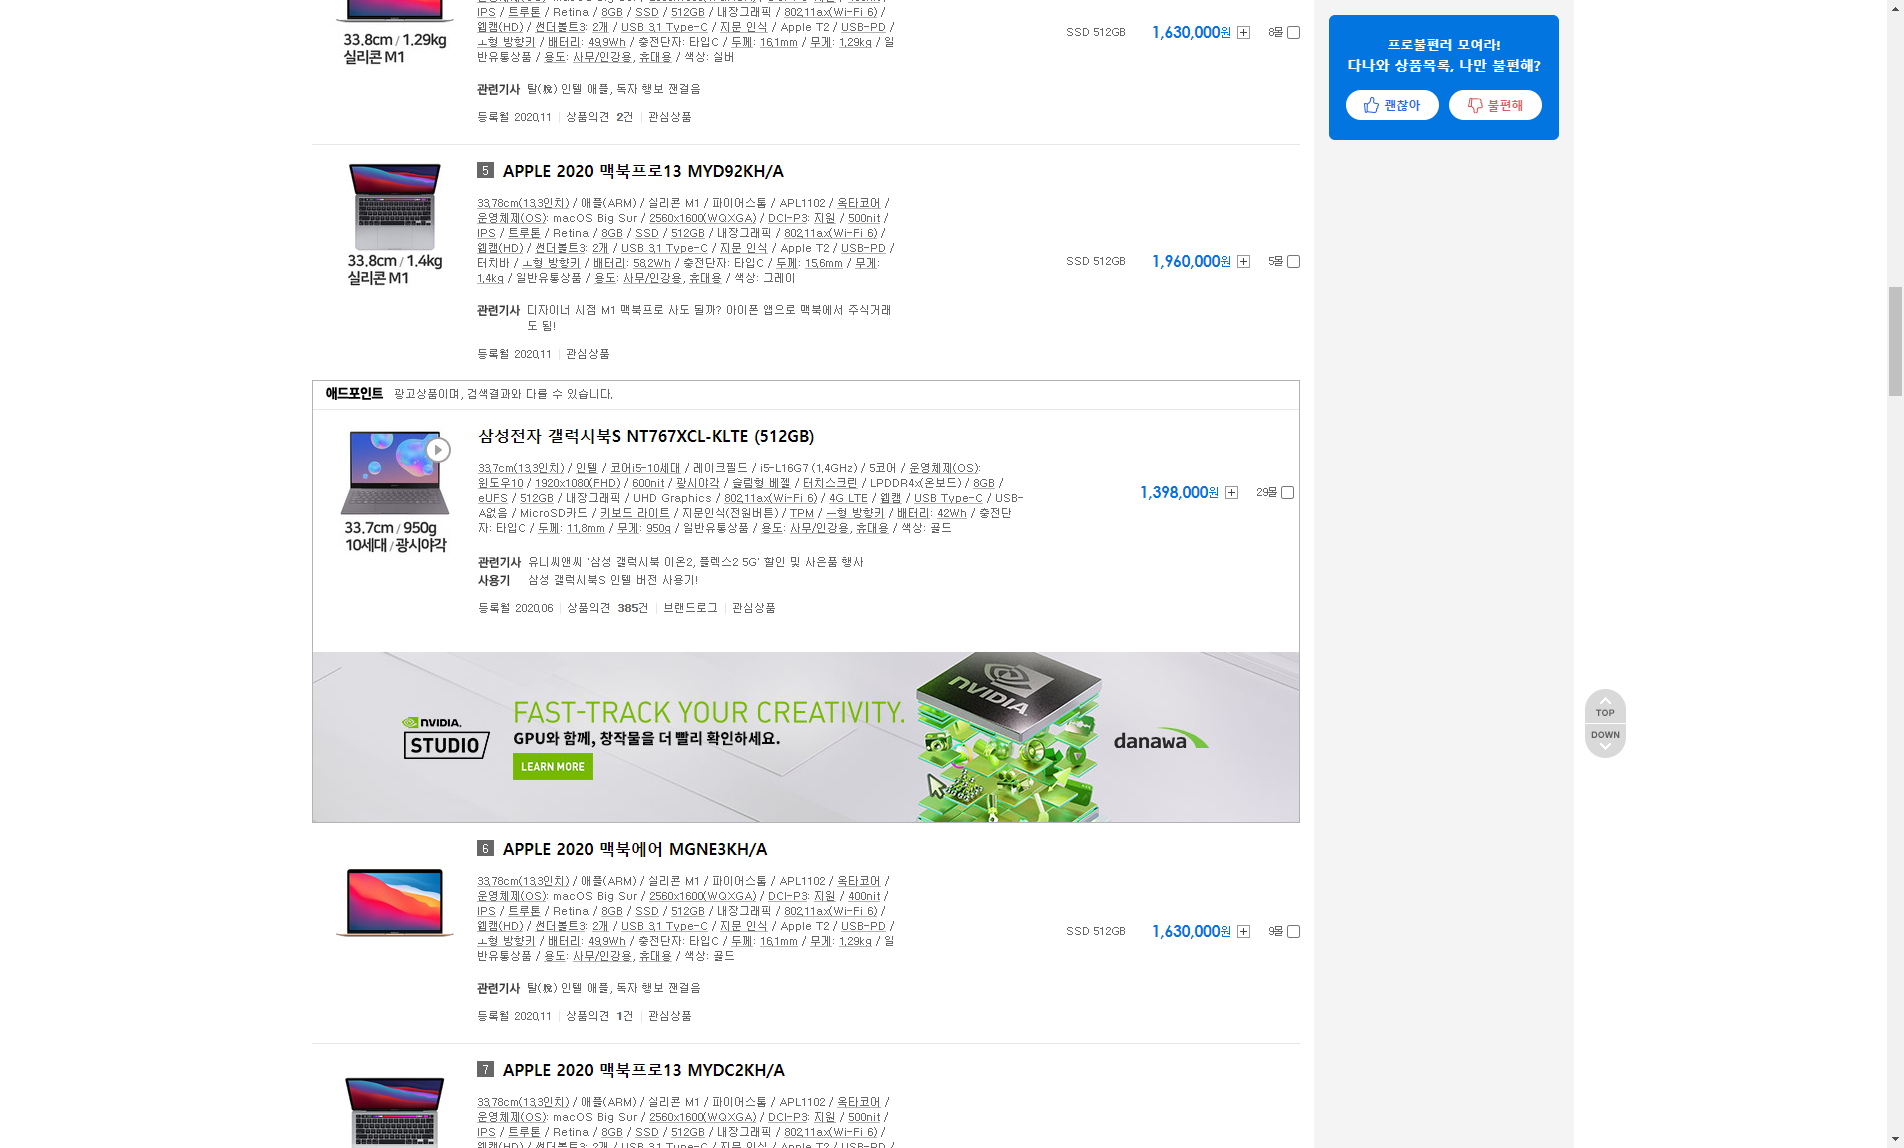 IPS / 트루톤 / Retina / 8GB / SSD / 512GB / 내장그래픽 / 802.11ax(Wi-Fi 6) /
웹캠(HD) / 썬더볼트3: 2개 / USB 3.1 Type-C / 지문 인식 / Apple T2 / USB-PD /
ㅗ형 방향키 / 배터리: 49.9Wh / 충전단자: 타입C / 두께: 16.1mm / 무게: 1.29kg / 일
반유통상품 / 용도: 사무/인강용, 휴대용 / 색상: 실버
33.8cm / 1.29kg
실리콘 M1
SSD 512GB 1,630,000원 8몰
관련기사 탈(脫) 인텔 애플, 독자 행보 잰걸음
등록월 2020.11 상품의견 2건 관심상품
프로불편러 모여라!
다나와 상품목록, 나만 불편해?
괜찮아 불편해
5 APPLE 2020 맥북프로13 MYD92KH/A
33.78cm(13.3인치) / 애플(ARM) / 실리콘 M1 / 파이어스톰 / APL1102 / 옥타코어 /
운영체제(OS): macOS Big Sur / 2560x1600(WQXGA) / DCI-P3: 지원 / 500nit /
IPS / 트루톤 / Retina / 8GB / SSD / 512GB / 내장그래픽 / 802.11ax(Wi-Fi 6) /
웹캠(HD) / 썬더볼트3: 2개 / USB 3.1 Type-C / 지문 인식 / Apple T2 / USB-PD /
터치바 / ㅗ형 방향키 / 배터리: 58.2Wh / 충전단자: 타입C / 두께: 15.6mm / 무게:
1.4kg / 일반유통상품 / 용도: 사무/인강용, 휴대용 / 색상: 그레이
33.8cm / 1.4kg
실리콘 M1
SSD 512GB 1,960,000원 5몰
관련기사 디자이너 시점 M1 맥북프로 사도 될까? 아이폰 앱으로 맥북에서 주식거래
도 됨!
등록월 2020.11 관심상품
애드포인트 광고상품이며, 검색결과와 다를 수 있습니다.
삼성전자 갤럭시북S NT767XCL-KLTE (512GB)
33.7cm(13.3인치) / 인텔 / 코어i5-10세대 / 레이크필드 / i5-L16G7 (1.4GHz) / 5코어 / 운영체제(OS):
윈도우10 / 1920x1080(FHD) / 600nit / 광시야각 / 슬림형 베젤 / 터치스크린 / LPDDR4x(온보드) / 8GB /
eUFS / 512GB / 내장그래픽 / UHD Graphics / 802.11ax(Wi-Fi 6) / 4G LTE / 웹캠 / USB Type-C / USB-
A없음 / MicroSD카드 / 키보드 라이트 / 지문인식(전원버튼) / TPM / ㅡ형 방향키 / 배터리: 42Wh / 충전단
자: 타입C / 두께: 11.8mm / 무게: 950g / 일반유통상품 / 용도: 사무/인강용, 휴대용 / 색상: 골드
33.7cm / 950g
10세대 / 광시야각
1,398,000원 29몰
관련기사 유니씨앤씨 '삼성 갤럭시북 이온2, 플렉스2 5G' 할인 및 사은품 행사
사용기 삼성 갤럭시북S 인텔 버전 사용기!
등록월 2020.06 상품의견 385건 브랜드로그 관심상품
NVIDIA.
STUDIO
FAST-TRACK YOUR CREATIVITY.
GPU와 함께, 창작물을 더 빨리 확인하세요.
LEARN MORE
NVIDIA.
danawa
TOP
DOWN
6 APPLE 2020 맥북에어 MGNE3KH/A
33.78cm(13.3인치) / 애플(ARM) / 실리콘 M1 / 파이어스톰 / APL1102 / 옥타코어 /
운영체제(OS): macOS Big Sur / 2560x1600(WQXGA) / DCI-P3: 지원 / 400nit /
IPS / 트루톤 / Retina / 8GB / SSD / 512GB / 내장그래픽 / 802.11ax(Wi-Fi 6) /
웹캠(HD) / 썬더볼트3: 2개 / USB 3.1 Type-C / 지문 인식 / Apple T2 / USB-PD /
ㅗ형 방향키 / 배터리: 49.9Wh / 충전단자: 타입C / 두께: 16.1mm / 무게: 1.29kg / 일
반유통상품 / 용도: 사무/인강용, 휴대용 / 색상: 골드
SSD 512GB 1,630,000원 9몰
관련기사 탈(脫) 인텔 애플, 독자 행보 잰걸음
등록월 2020.11 상품의견 1건 관심상품
7 APPLE 2020 맥북프로13 MYDC2KH/A
33.78cm(13.3인치) / 애플(ARM) / 실리콘 M1 / 파이어스톰 / APL1102 / 옥타코어 /
운영체제(OS): macOS Big Sur / 2560x1600(WQXGA) / DCI-P3: 지원 / 500nit /
IPS / 트루톤 / Retina / 8GB / SSD / 512GB / 내장그래픽 / 802.11ax(Wi-Fi 6) /
웹캠(HD) / 썬더볼트3: 2개 / USB 3.1 Type-C / 지문 인식 / Apple T2 / USB-PD /